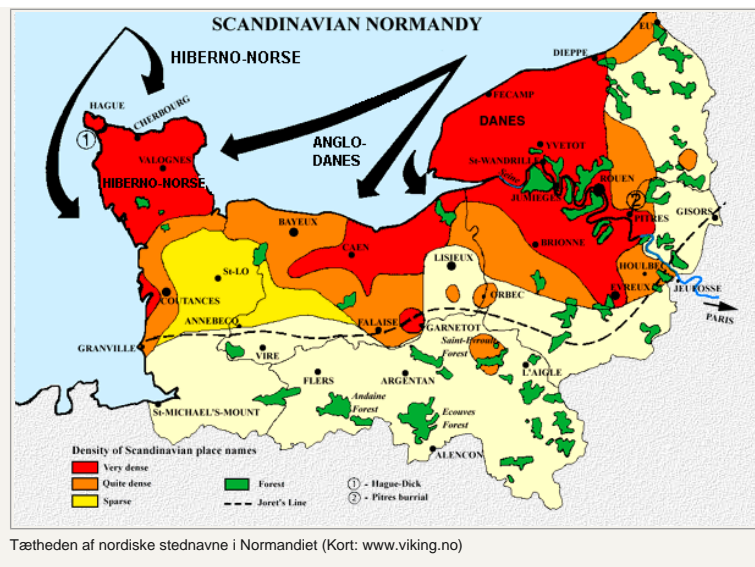 SCANDINAVIAN NORMANDY
HIBERNO-NORSE
EU
DIEPPE
HAGUE
CHERBOURG
FECAMP
DANES
ANGLO-
DANES
1
YVETOT
VALOGNES
St-WANDRILLE
HIBERNO-NORSE
Seine
ROUEN
JUMIEGES
2
PITRES
GISORS
BAYEUX
CAEN
BRIONNE
LISIEUX
HOULBEC
St-LO
EVREUX
JEUFOSSE
COUTANCES
ORBEC
PARIS
ANNEBECQ
FALAISE
GARNETOT
GRANVILLE
VIRE
Saint-Evroult
Forest
L'AIGLE
FLERS
ARGENTAN
Andaine
Forest
St-MICHAEL'S-MOUNT
Ecouves
Forest
ALENCON
Density of Scandinavian place names
Very dense
Quite dense
Sparse
Forest
Joret's Line
1 - Hague-Dick
2 - Pîtres burrial
Tætheden af nordiske stednavne i Normandiet (Kort: www.viking.no)